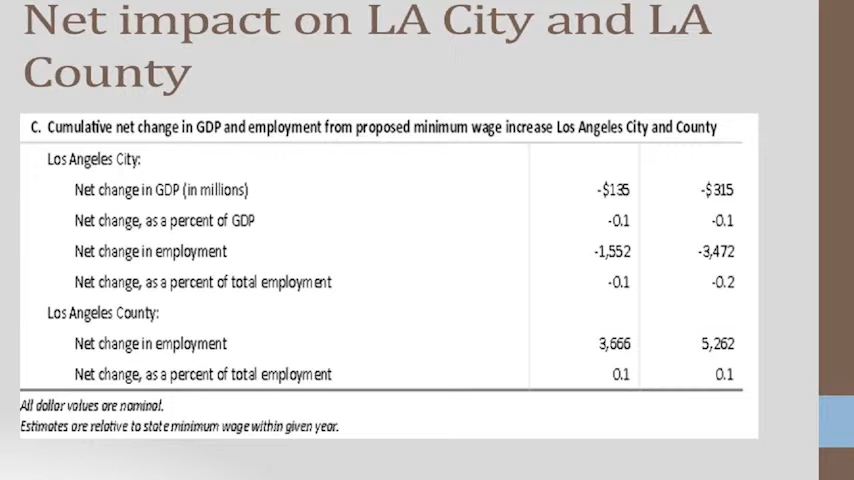 Net impact on LA City and LA
County
C. Cumulative net change in GDP and employment from proposed minimum wage increase Los Angeles City and County
Los Angeles City:
Net change in GDP (in millions) -$135 -$315
Net change, as a percent of GDP -0.1 -0.1
Net change in employment -1,552 -3,472
Net change, as a percent of total employment -0.1 -0.2
Los Angeles County:
Net change in employment 3,666 5,262
Net change, as a percent of total employment 0.1 0.1
All dollar values are nominal.
Estimates are relative to state minimum wage within given year.